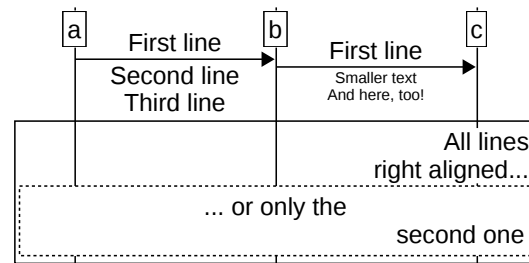 a b c
First line First line
Second line Smaller text
Third line And here, too!
All lines
right aligned...
... or only the
second one